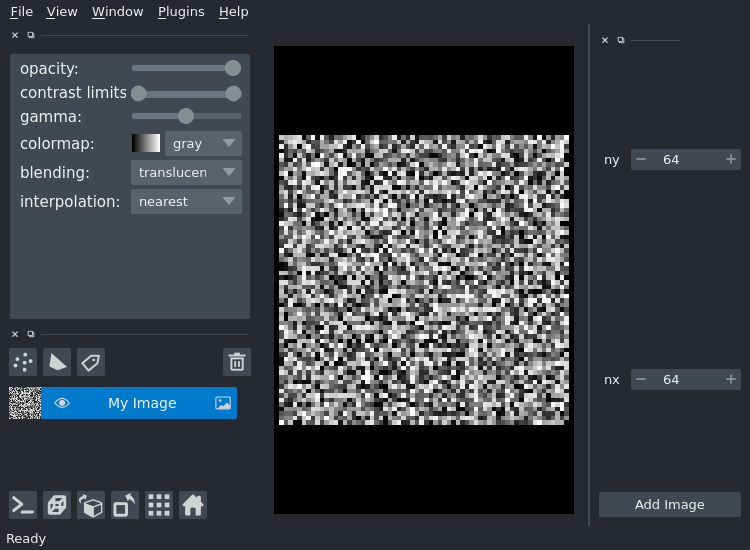 File View Window Plugins Help
opacity:
contrast limits
gamma:
colormap: gray
blending: translucen
interpolation: nearest
My Image
ny 64
nx 64
Add Image
Ready